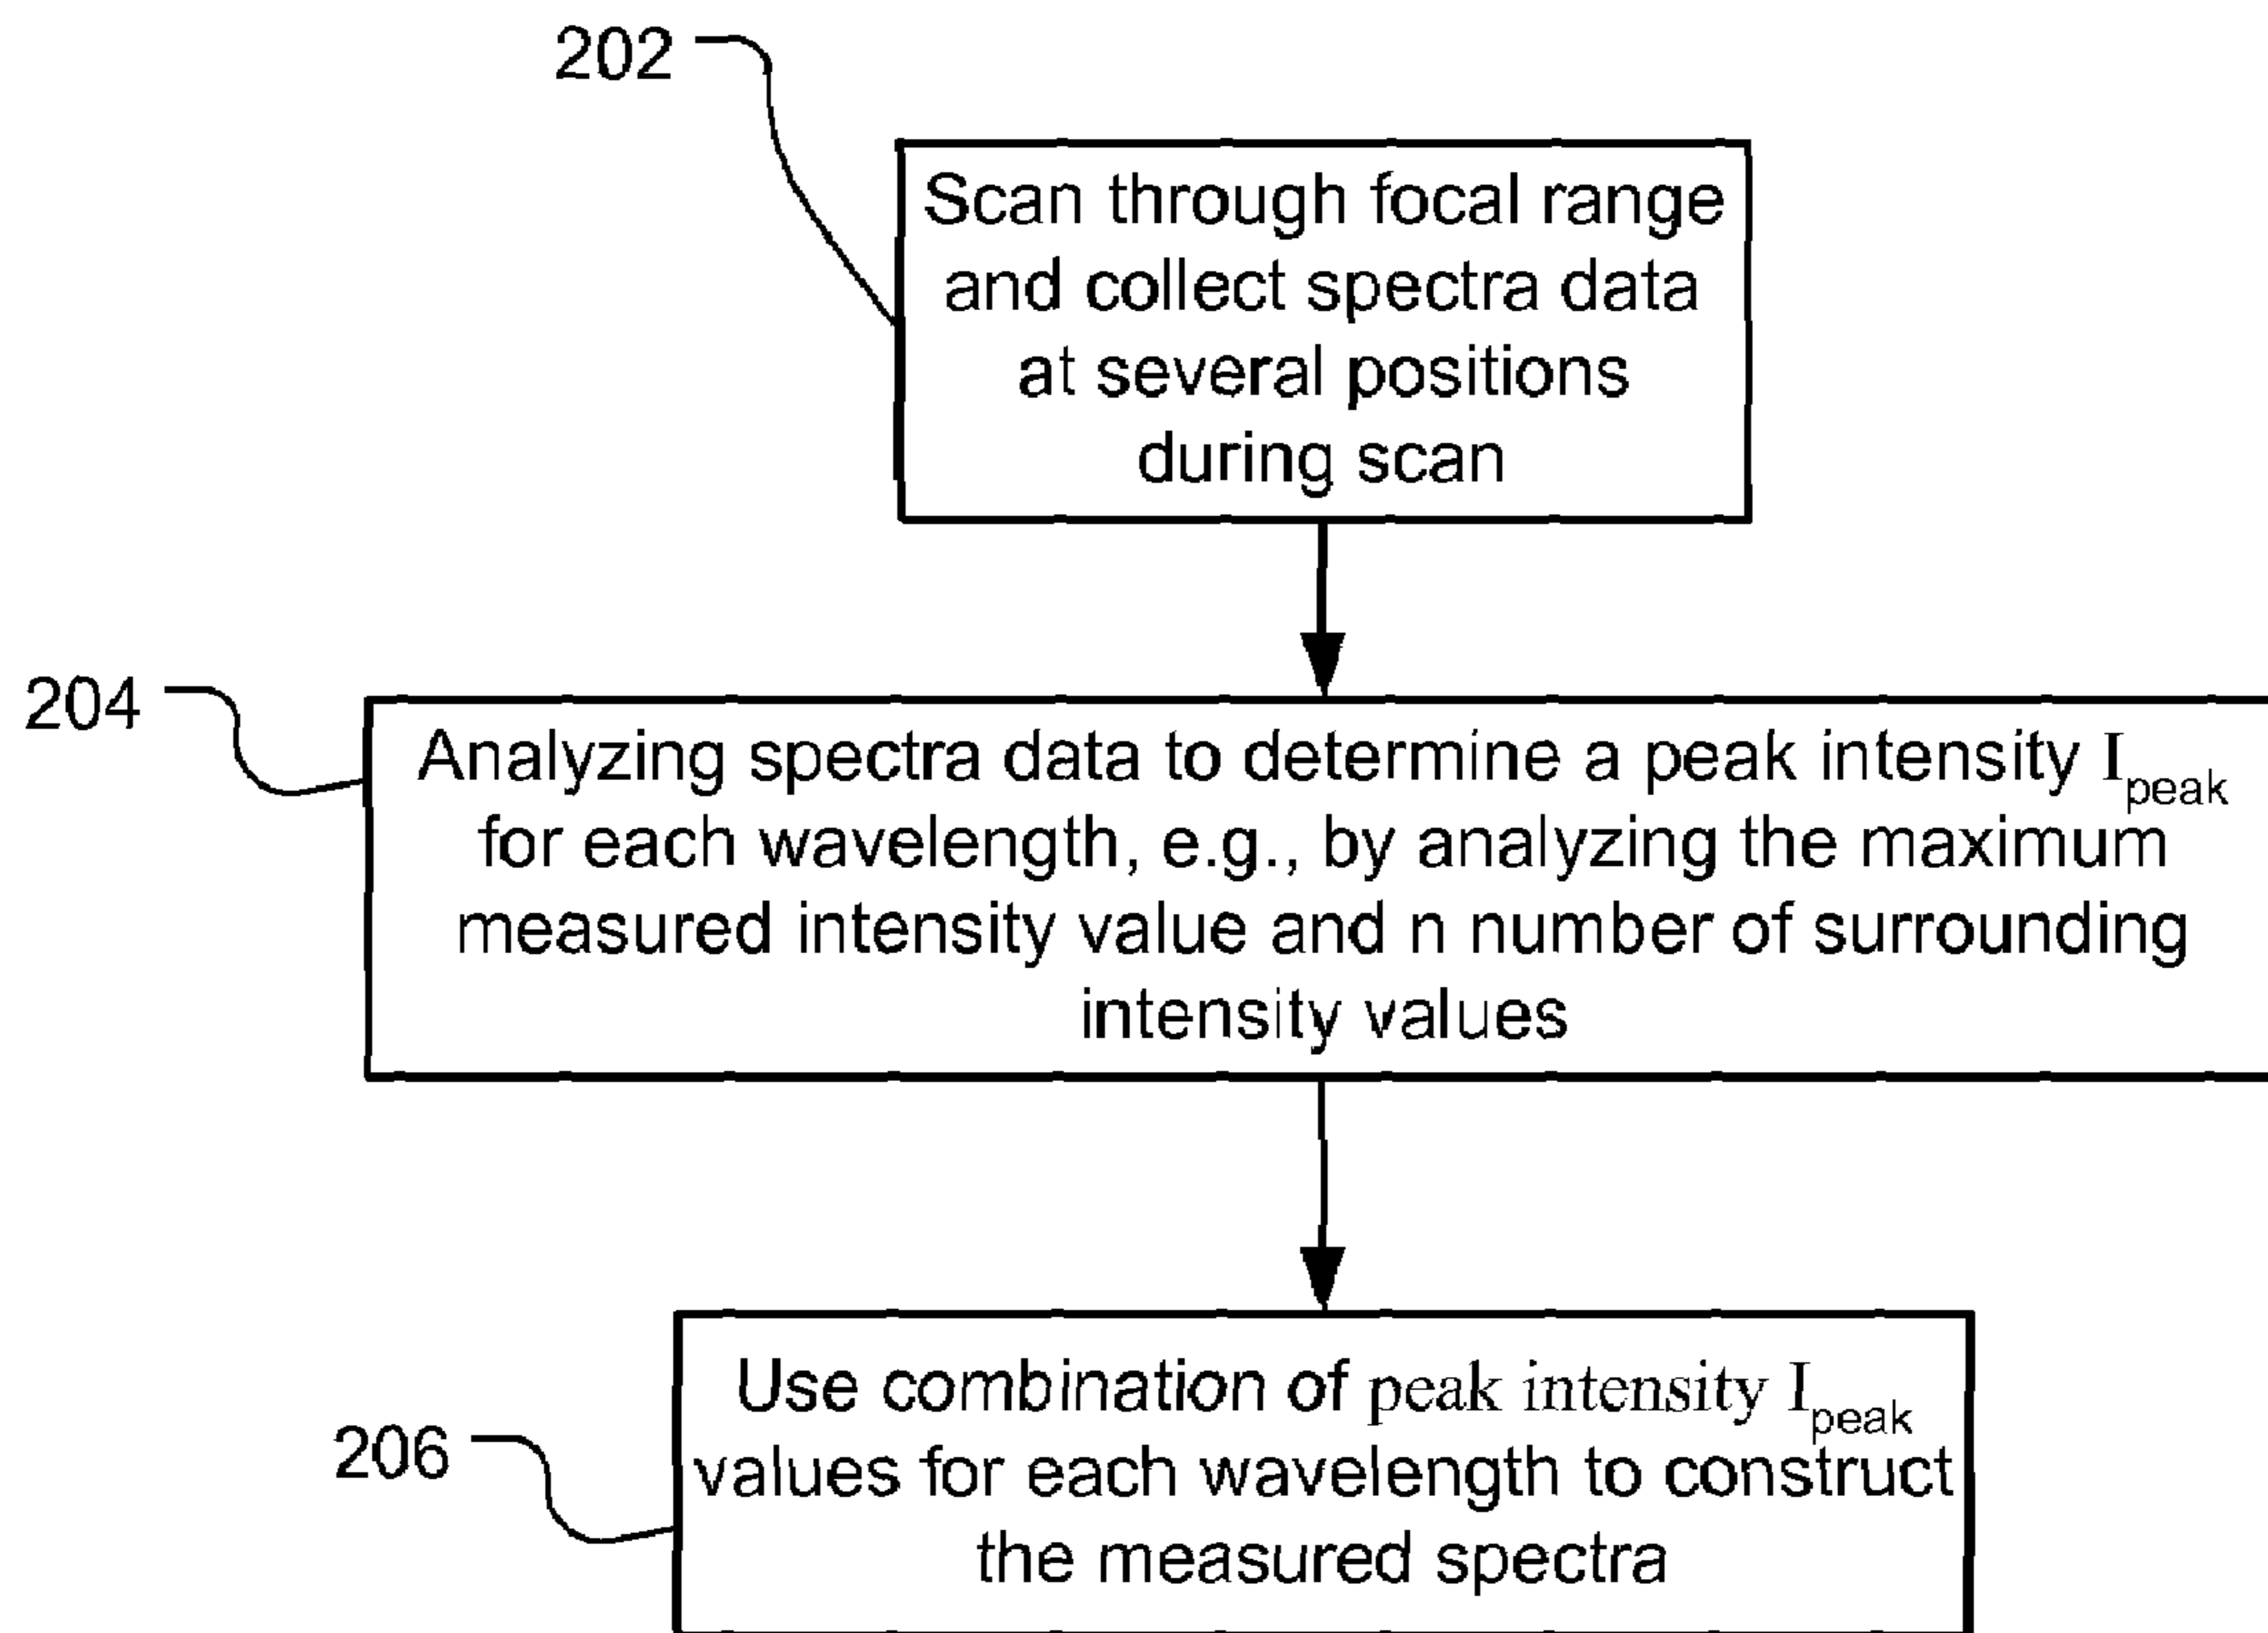 202
Scan through focal range
and collect spectra data
at several positions
during scan
204
Analyzing spectra data to determine a peak intensity Ipeak
for each wavelength, e.g., by analyzing the maximum
measured intensity value and n number of surrounding
intensity values
206
Use combination of peak intensity Ipeak
values for each wavelength to construct
the measured spectra